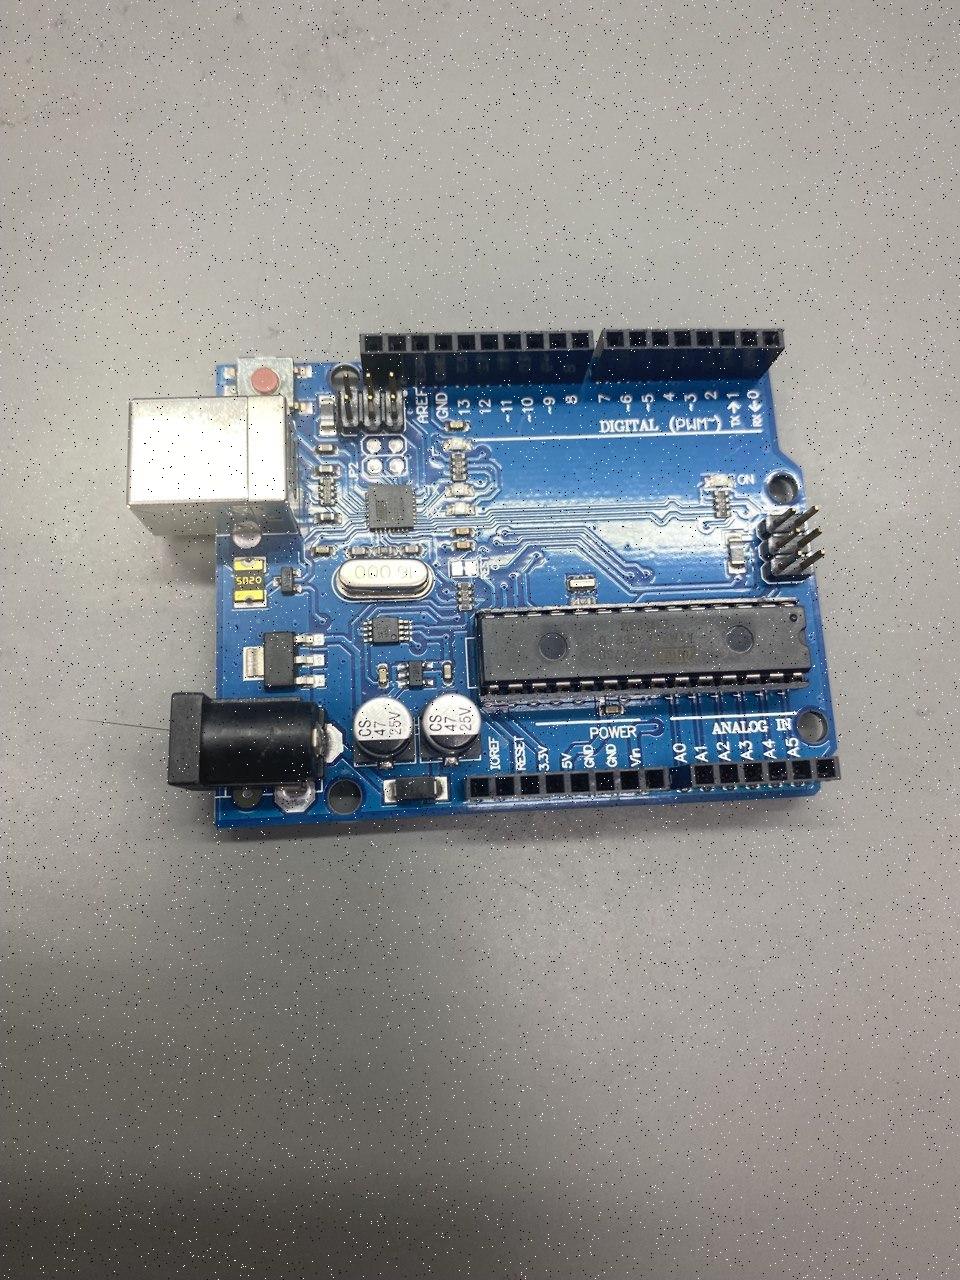 AREF
GND
13
12
~11
~10
~9
8
7
~6
~5
4
~3
2
TX→1
RX←0
DIGITAL (PWM~)
ON
16.000
CS
47
25V
CS
47
25V
POWER
ANALOG IN
IOREF
RESET
3.3V
5V
GND
GND
Vin
A0
A1
A2
A3
A4
A5